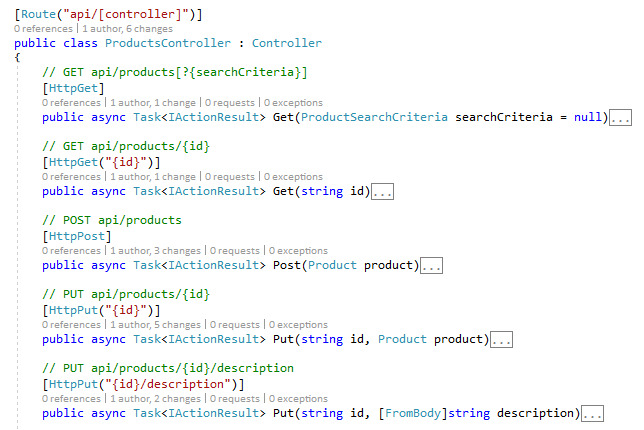 [Route("api/[controller]")]
0 references | 1 author, 6 changes
public class ProductsController : Controller
{
// GET api/products[?{searchCriteria}]
[HttpGet]
0 references | 1 author, 1 change | 0 requests | 0 exceptions
public async Task<IActionResult> Get(ProductSearchCriteria searchCriteria = null)...
// GET api/products/{id}
[HttpGet("{id}")]
0 references | 1 author, 1 change | 0 requests | 0 exceptions
public async Task<IActionResult> Get(string id)...
// POST api/products
[HttpPost]
0 references | 1 author, 3 changes | 0 requests | 0 exceptions
public async Task<IActionResult> Post(Product product)...
// PUT api/products/{id}
[HttpPut("{id}")]
0 references | 1 author, 5 changes | 0 requests | 0 exceptions
public async Task<IActionResult> Put(string id, Product product)...
// PUT api/products/{id}/description
[HttpPut("{id}/description")]
0 references | 1 author, 2 changes | 0 requests | 0 exceptions
public async Task<IActionResult> Put(string id, [FromBody]string description)...